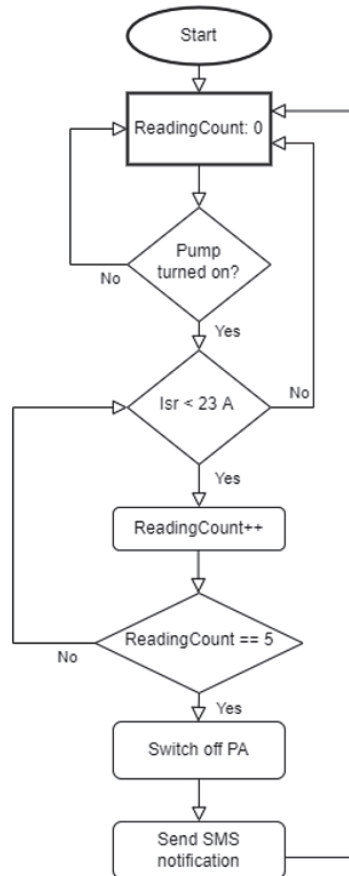 Start
ReadingCount: 0
Pump
turned on?
No
Yes
Isr < 23 A
No
Yes
ReadingCount++
ReadingCount == 5
No
Yes
Switch off PA
Send SMS
notification